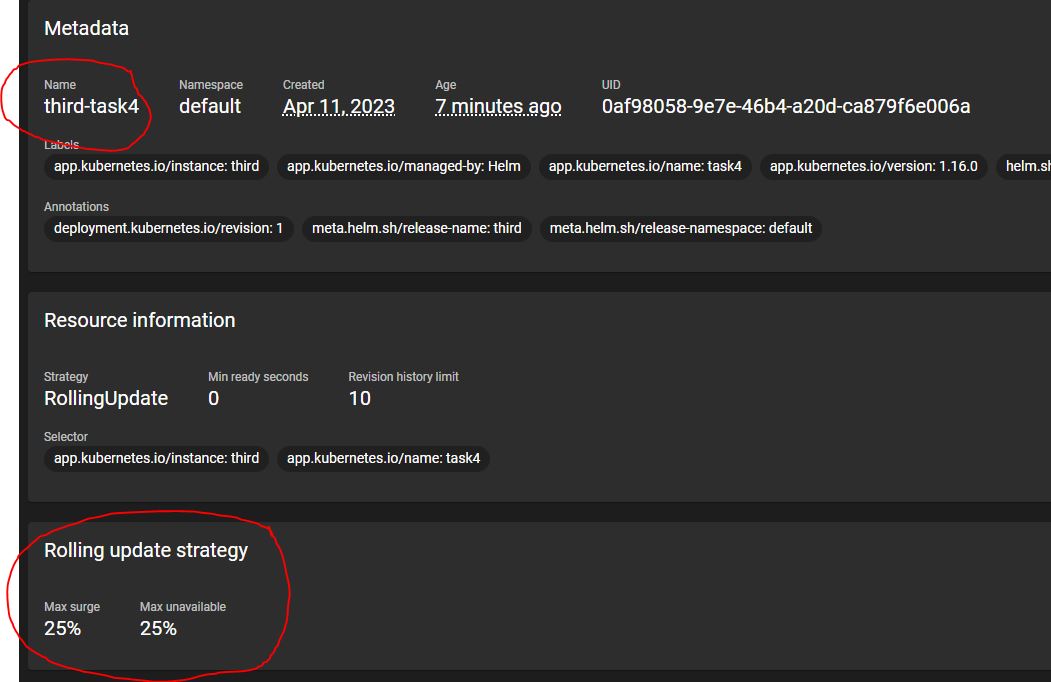 Metadata
Name Namespace Created Age UID
third-task4 default Apr 11, 2023 7 minutes ago 0af98058-9e7e-46b4-a20d-ca879f6e006a
Labels
app.kubernetes.io/instance: third app.kubernetes.io/managed-by: Helm app.kubernetes.io/name: task4 app.kubernetes.io/version: 1.16.0 helm.sh
Annotations
deployment.kubernetes.io/revision: 1 meta.helm.sh/release-name: third meta.helm.sh/release-namespace: default
Resource information
Strategy Min ready seconds Revision history limit
RollingUpdate 0 10
Selector
app.kubernetes.io/instance: third app.kubernetes.io/name: task4
Rolling update strategy
Max surge Max unavailable
25% 25%